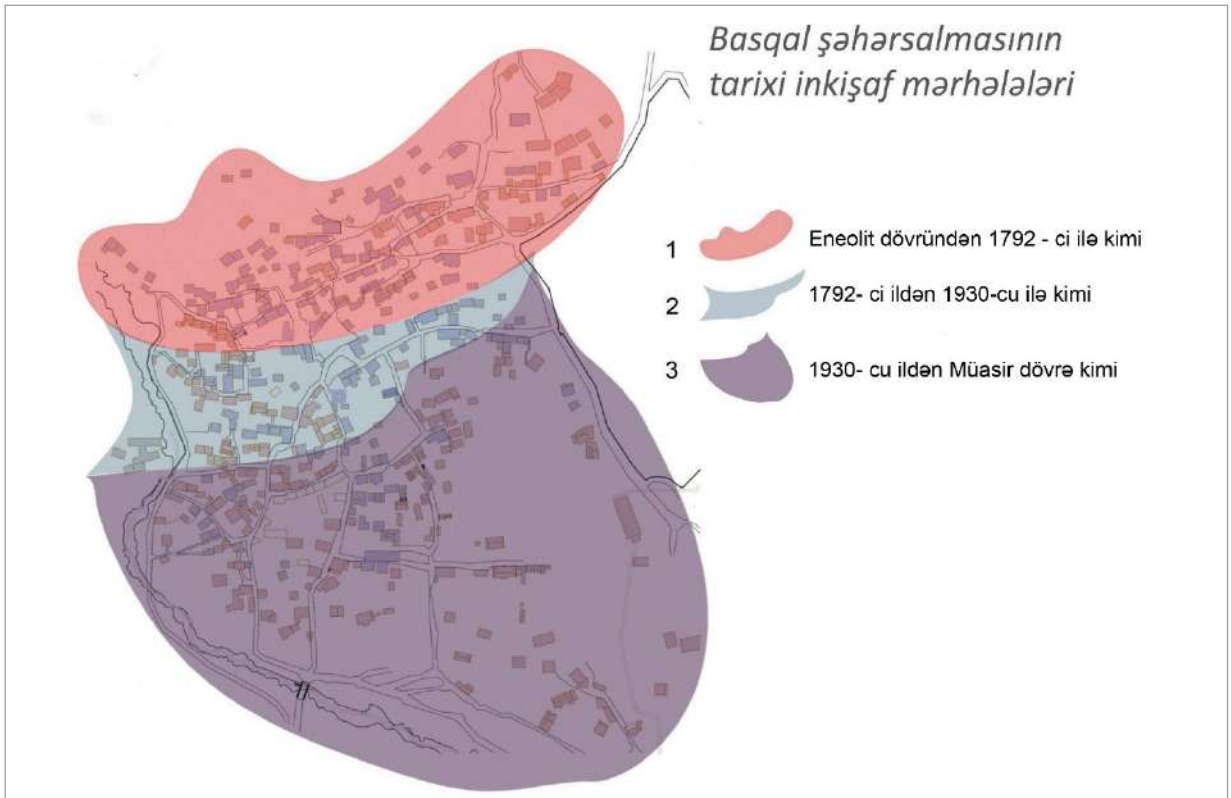 Basqal şəhərsalmasının
tarixi inkişaf mərhələləri
1 Eneolit dövründən 1792 - ci ilə kimi
2 1792- ci ildən 1930-cu ilə kimi
3 1930- cu ildən Müasir dövrə kimi